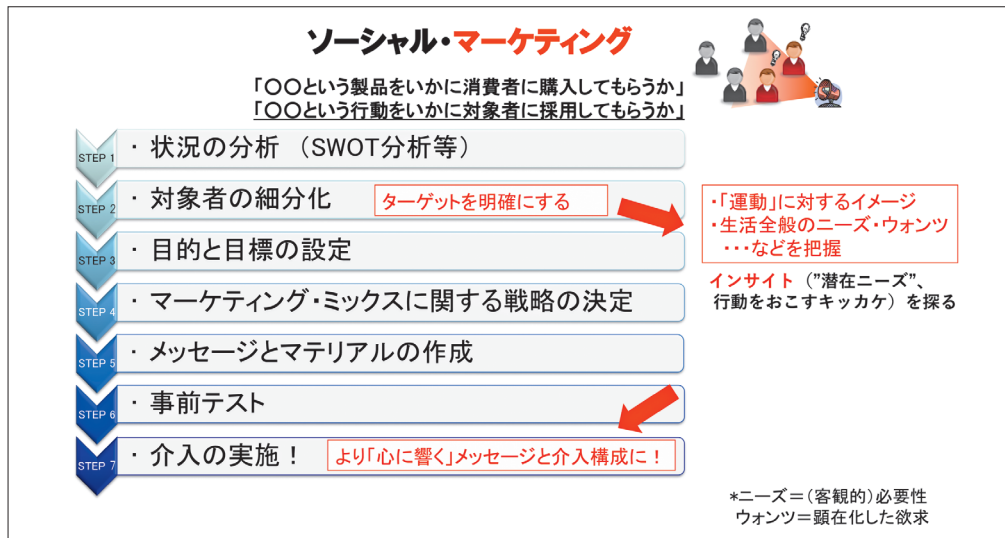 ソーシャル・マーケティング
「〇〇という製品をいかに消費者に購入してもらうか」
「〇〇という行動をいかに対象者に採用してもらうか」
STEP 1
・状況の分析 （SWOT分析等）
STEP 2
・対象者の細分化
ターゲットを明確にする
・「運動」に対するイメージ
・生活全般のニーズ・ウォンツ
・・・などを把握
インサイト（”潜在ニーズ”、
行動をおこすキッカケ）を探る
STEP 3
・目的と目標の設定
STEP 4
・マーケティング・ミックスに関する戦略の決定
STEP 5
・メッセージとマテリアルの作成
STEP 6
・事前テスト
STEP 7
・介入の実施！
より「心に響く」メッセージと介入構成に！
*ニーズ＝（客観的）必要性
ウォンツ＝顕在化した欲求